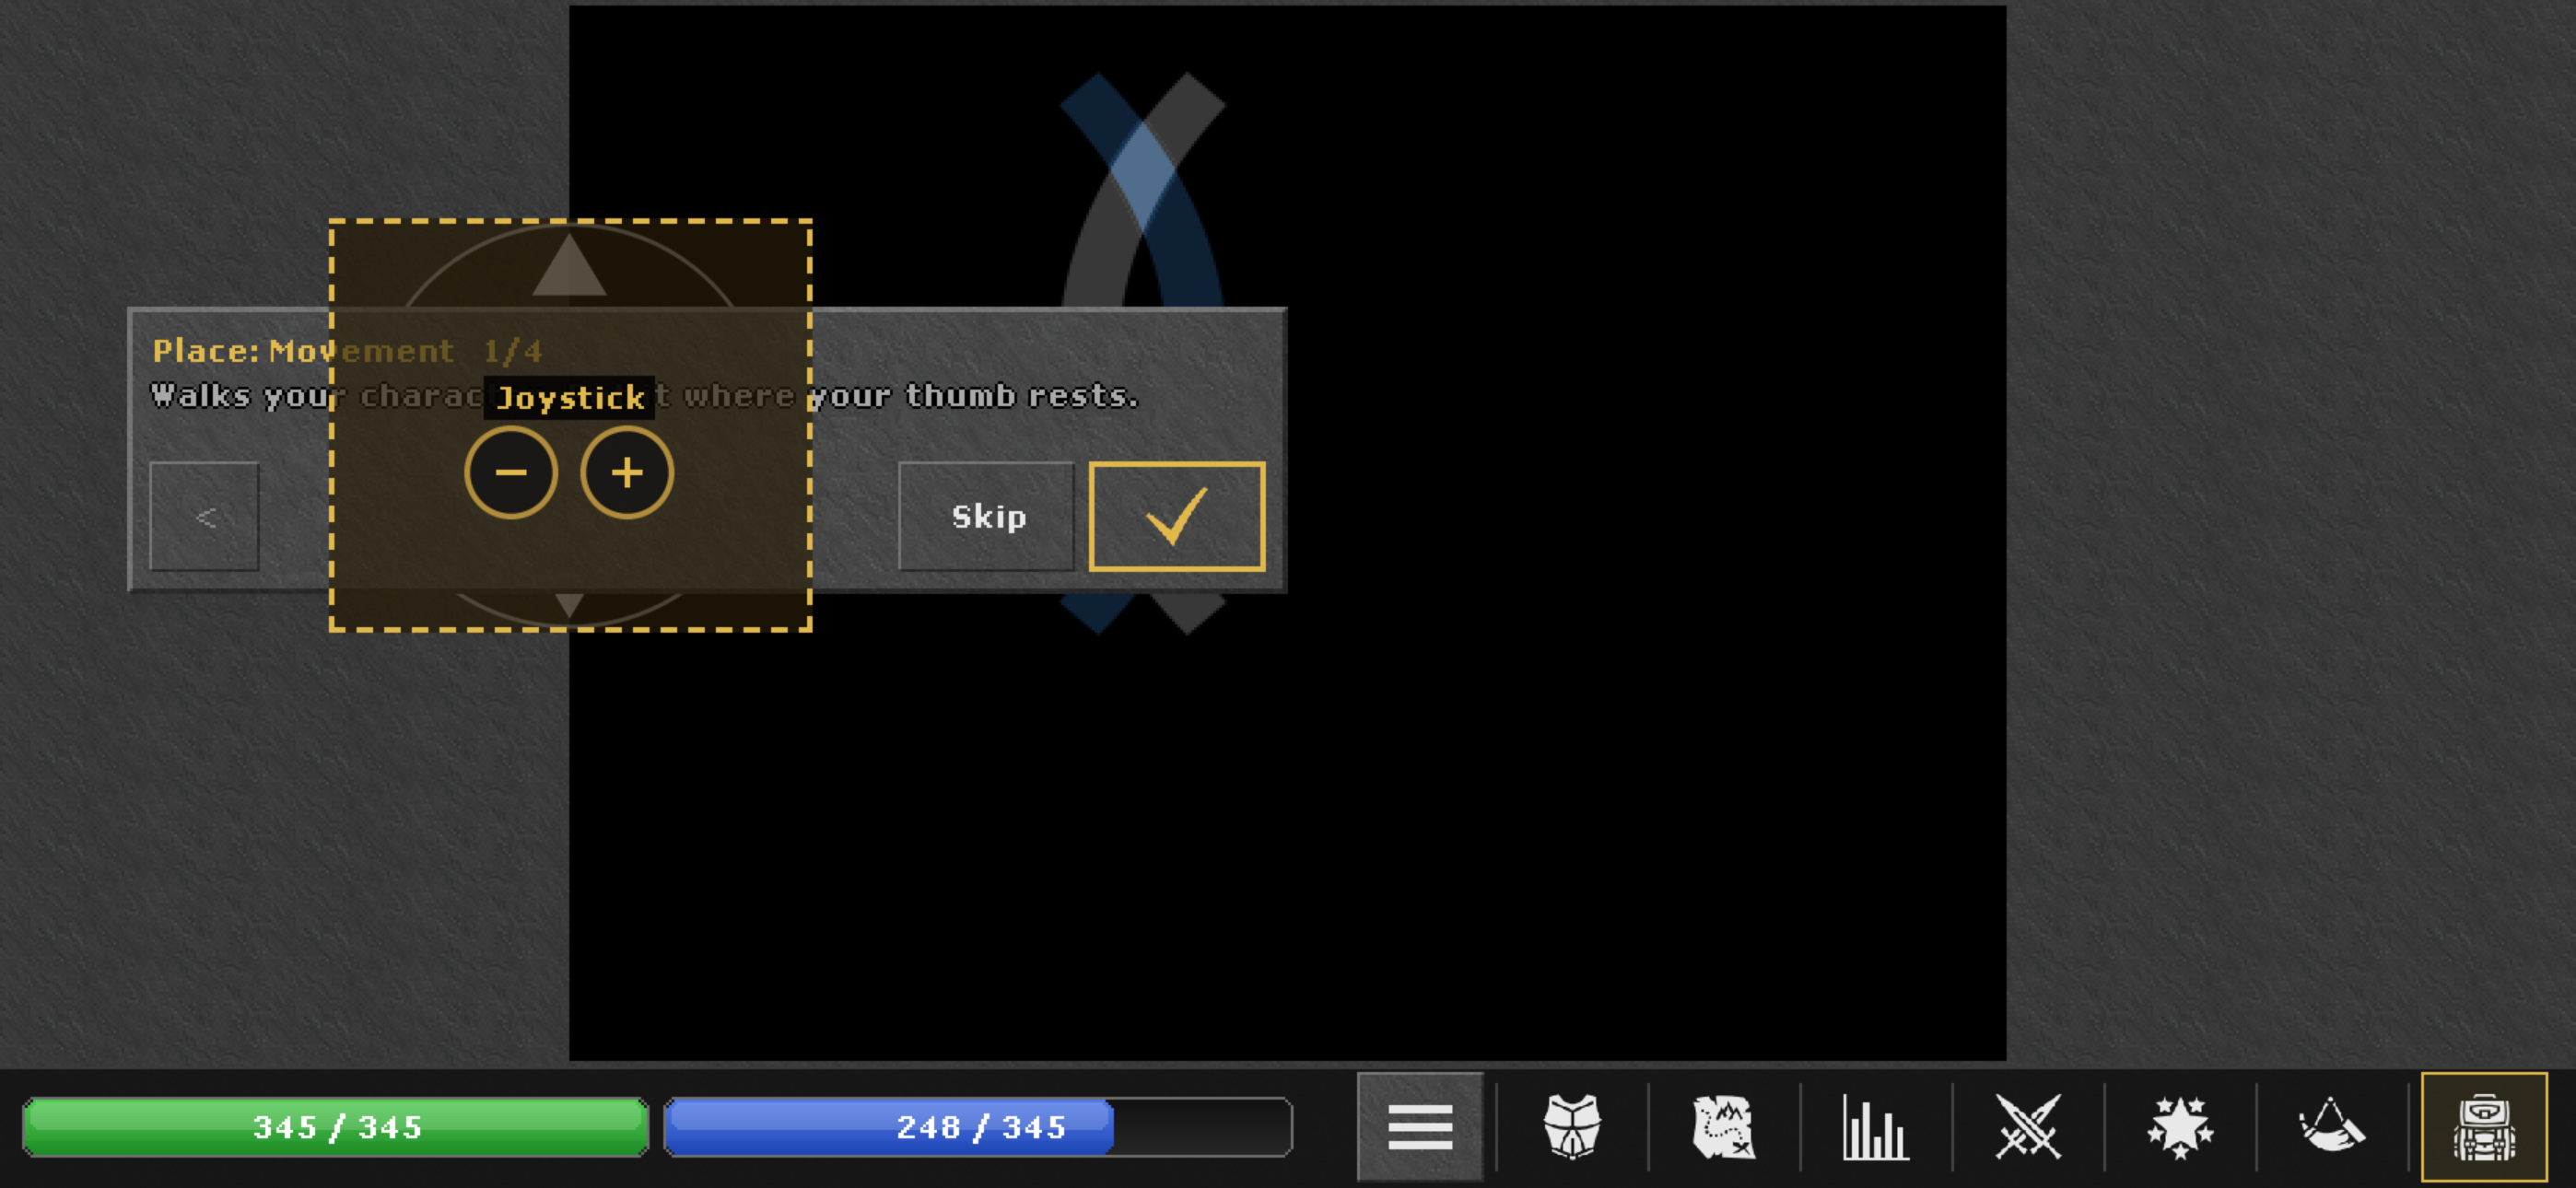 Place: Movement 1/4
Walks your charac t where your thumb rests.
Joystick
- +
<
Skip
345 / 345
248 / 345